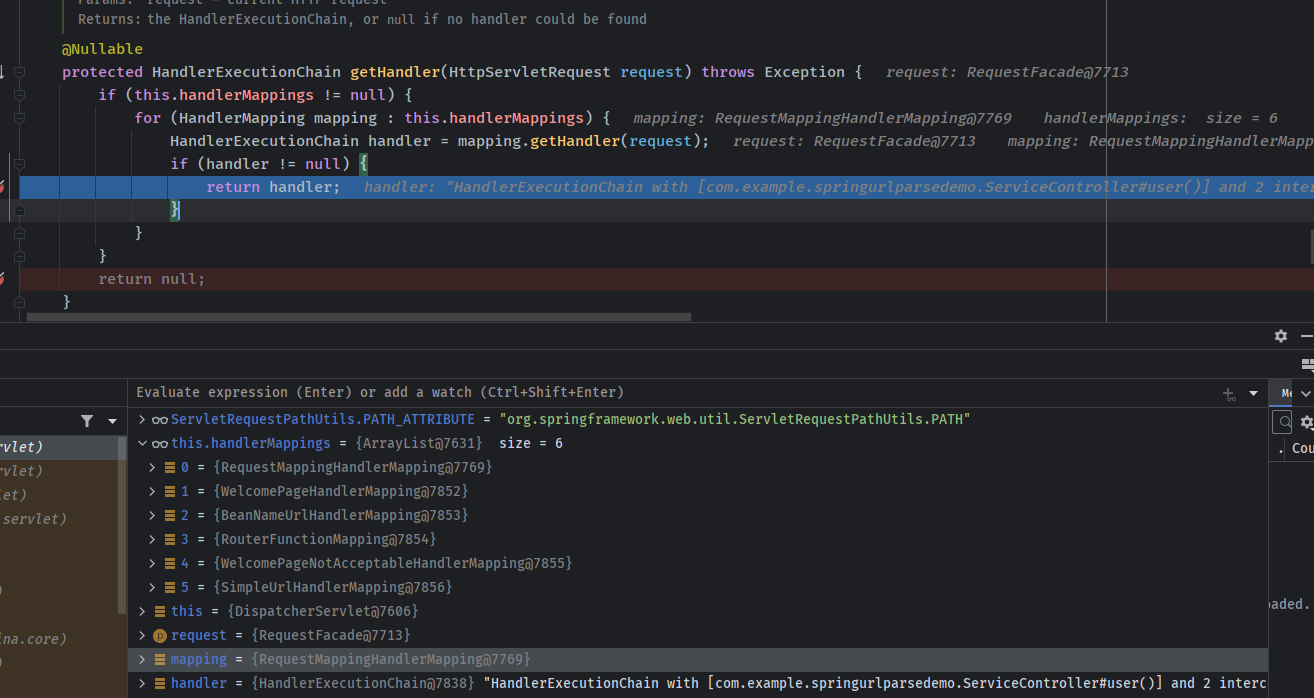 Params: request – current HTTP request
Returns: the HandlerExecutionChain, or null if no handler could be found
@Nullable
protected HandlerExecutionChain getHandler(HttpServletRequest request) throws Exception {   request: RequestFacade@7713
if (this.handlerMappings != null) {
for (HandlerMapping mapping : this.handlerMappings) {   mapping: RequestMappingHandlerMapping@7769   handlerMappings:  size = 6
HandlerExecutionChain handler = mapping.getHandler(request);   request: RequestFacade@7713   mapping: RequestMappingHandlerMapp
if (handler != null) {
return handler;   handler: "HandlerExecutionChain with [com.example.springurlparsedemo.ServiceController#user()] and 2 inter
}
}
}
return null;
}
Evaluate expression (Enter) or add a watch (Ctrl+Shift+Enter)
ServletRequestPathUtils.PATH_ATTRIBUTE = "org.springframework.web.util.ServletRequestPathUtils.PATH"
rvlet) this.handlerMappings = {ArrayList@7631}  size = 6
rvlet) 0 = {RequestMappingHandlerMapping@7769}
let) 1 = {WelcomePageHandlerMapping@7852}
servlet) 2 = {BeanNameUrlHandlerMapping@7853}
3 = {RouterFunctionMapping@7854}
4 = {WelcomePageNotAcceptableHandlerMapping@7855}
) 5 = {SimpleUrlHandlerMapping@7856}
this = {DispatcherServlet@7606}
ina.core) p request = {RequestFacade@7713}
) mapping = {RequestMappingHandlerMapping@7769}
handler = {HandlerExecutionChain@7838} "HandlerExecutionChain with [com.example.springurlparsedemo.ServiceController#user()] and 2 interc
Me
. Cou
aded.